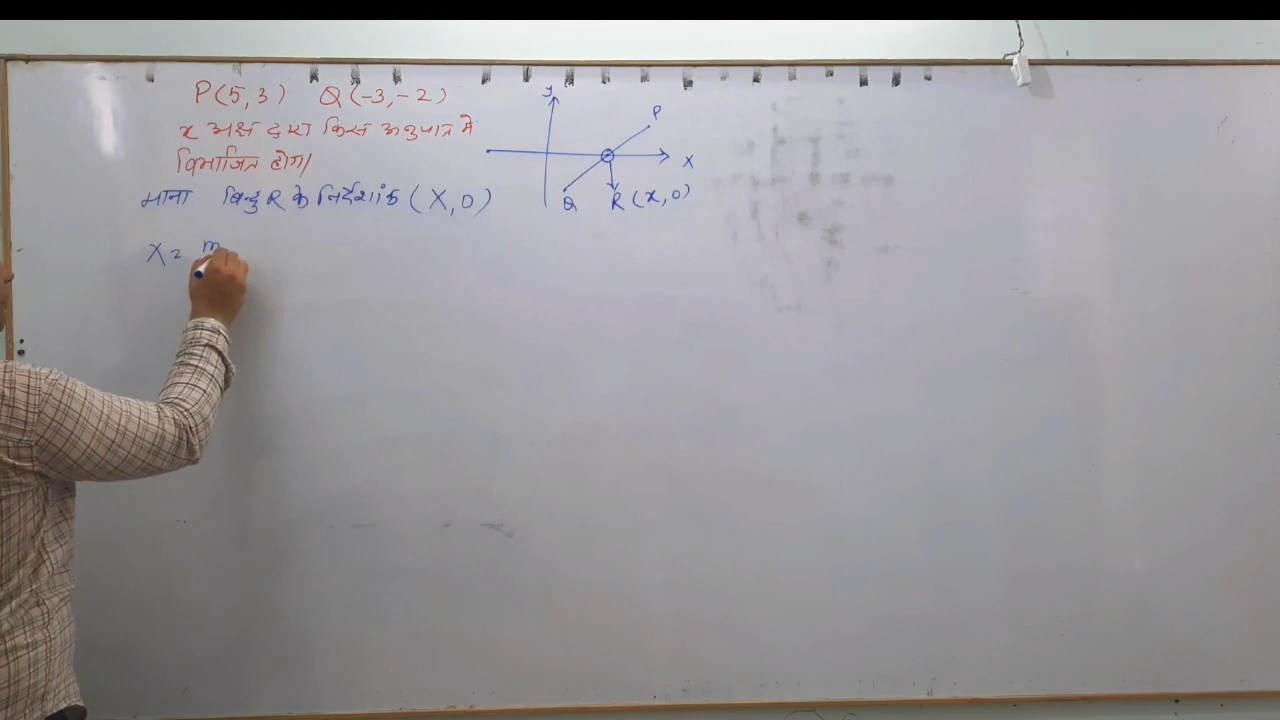 P(5,3) Q(-3,-2)
x अक्ष द्वारा किस अनुपात में
विभाजित होगा
माना बिन्दु R के निर्देशांक (X,0)
X = m
y
P
X
Q
R(x,0)